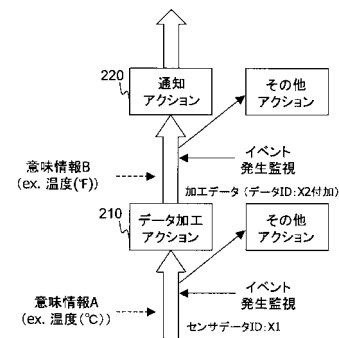 220
通知
アクション
その他
アクション
イベント
発生監視
意味情報B
(ex. 温度(℉))
加工データ (データID:X2付加)
210
データ加工
アクション
その他
アクション
イベント
発生監視
意味情報A
(ex. 温度(℃))
センサデータID:X1